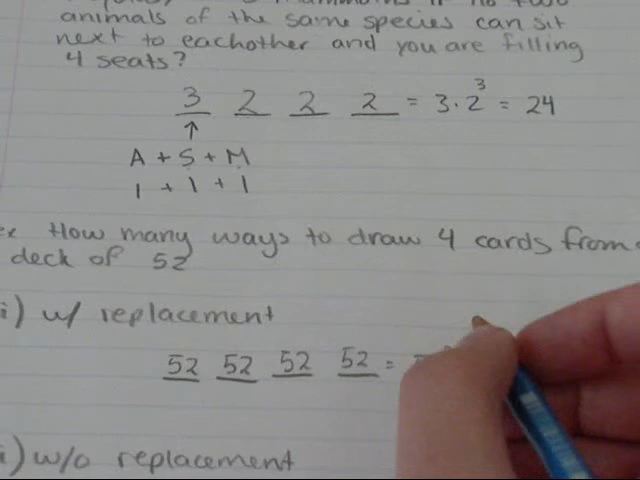 animals of the same species can sit
next to eachother and you are filling
4 seats?
3 2 2 2 = 3·2³ = 24
↑
A + S + M
1 + 1 + 1
ex How many ways to draw 4 cards from
deck of 52
i) w/ replacement
52 52 52 52 =
i) w/o replacement